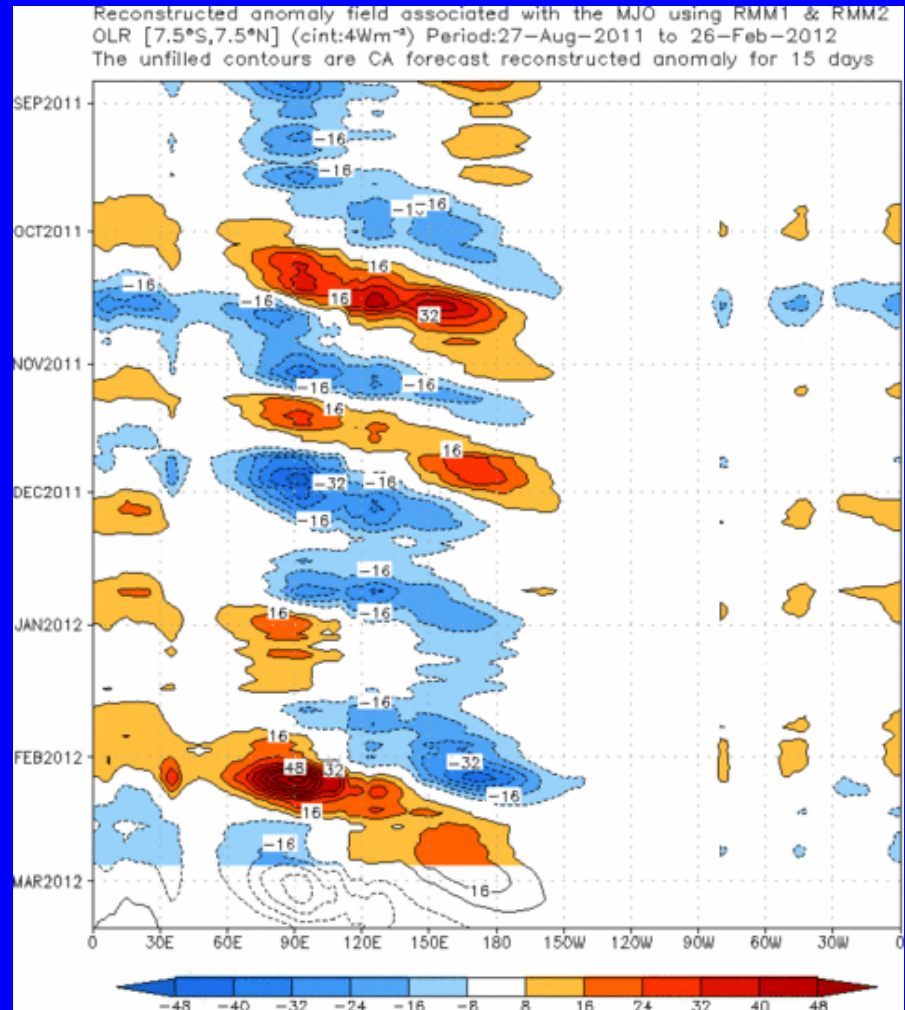 Reconstructed anomaly field associated with the MJO using RMM1 & RMM2
OLR [7.5°S,7.5°N] (cint:4Wm⁻²) Period:27-Aug-2011 to 26-Feb-2012
The unfilled contours are CA forecast reconstructed anomaly for 15 days
SEP2011
-16
-16
-16
OCT2011
16
-16
16
32
-16
NOV2011
-16
-16
16
16
-32
-16
DEC2011
-16
-16
-16
16
JAN2012
-16
16
FEB2012
-32
48
32
-16
16
-16
MAR2012
16
0
30E
60E
90E
120E
150E
180
150W
120W
90W
60W
30W
0
-48
-40
-32
-24
-16
-8
8
16
24
32
40
48